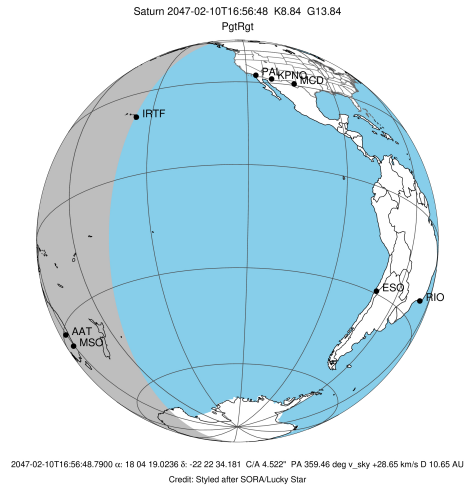 Saturn 2047-02-10T16:56:48 K8.84 G13.84
PgtRgt
PAL
KPNO
MCD
IRTF
ESO
RIO
AAT
MSO
2047-02-10T16:56:48.7900 α: 18 04 19.0236 δ: -22 22 34.181 C/A 4.522" PA 359.46 deg v_sky +28.65 km/s D 10.65 AU
Credit: Styled after SORA/Lucky Star